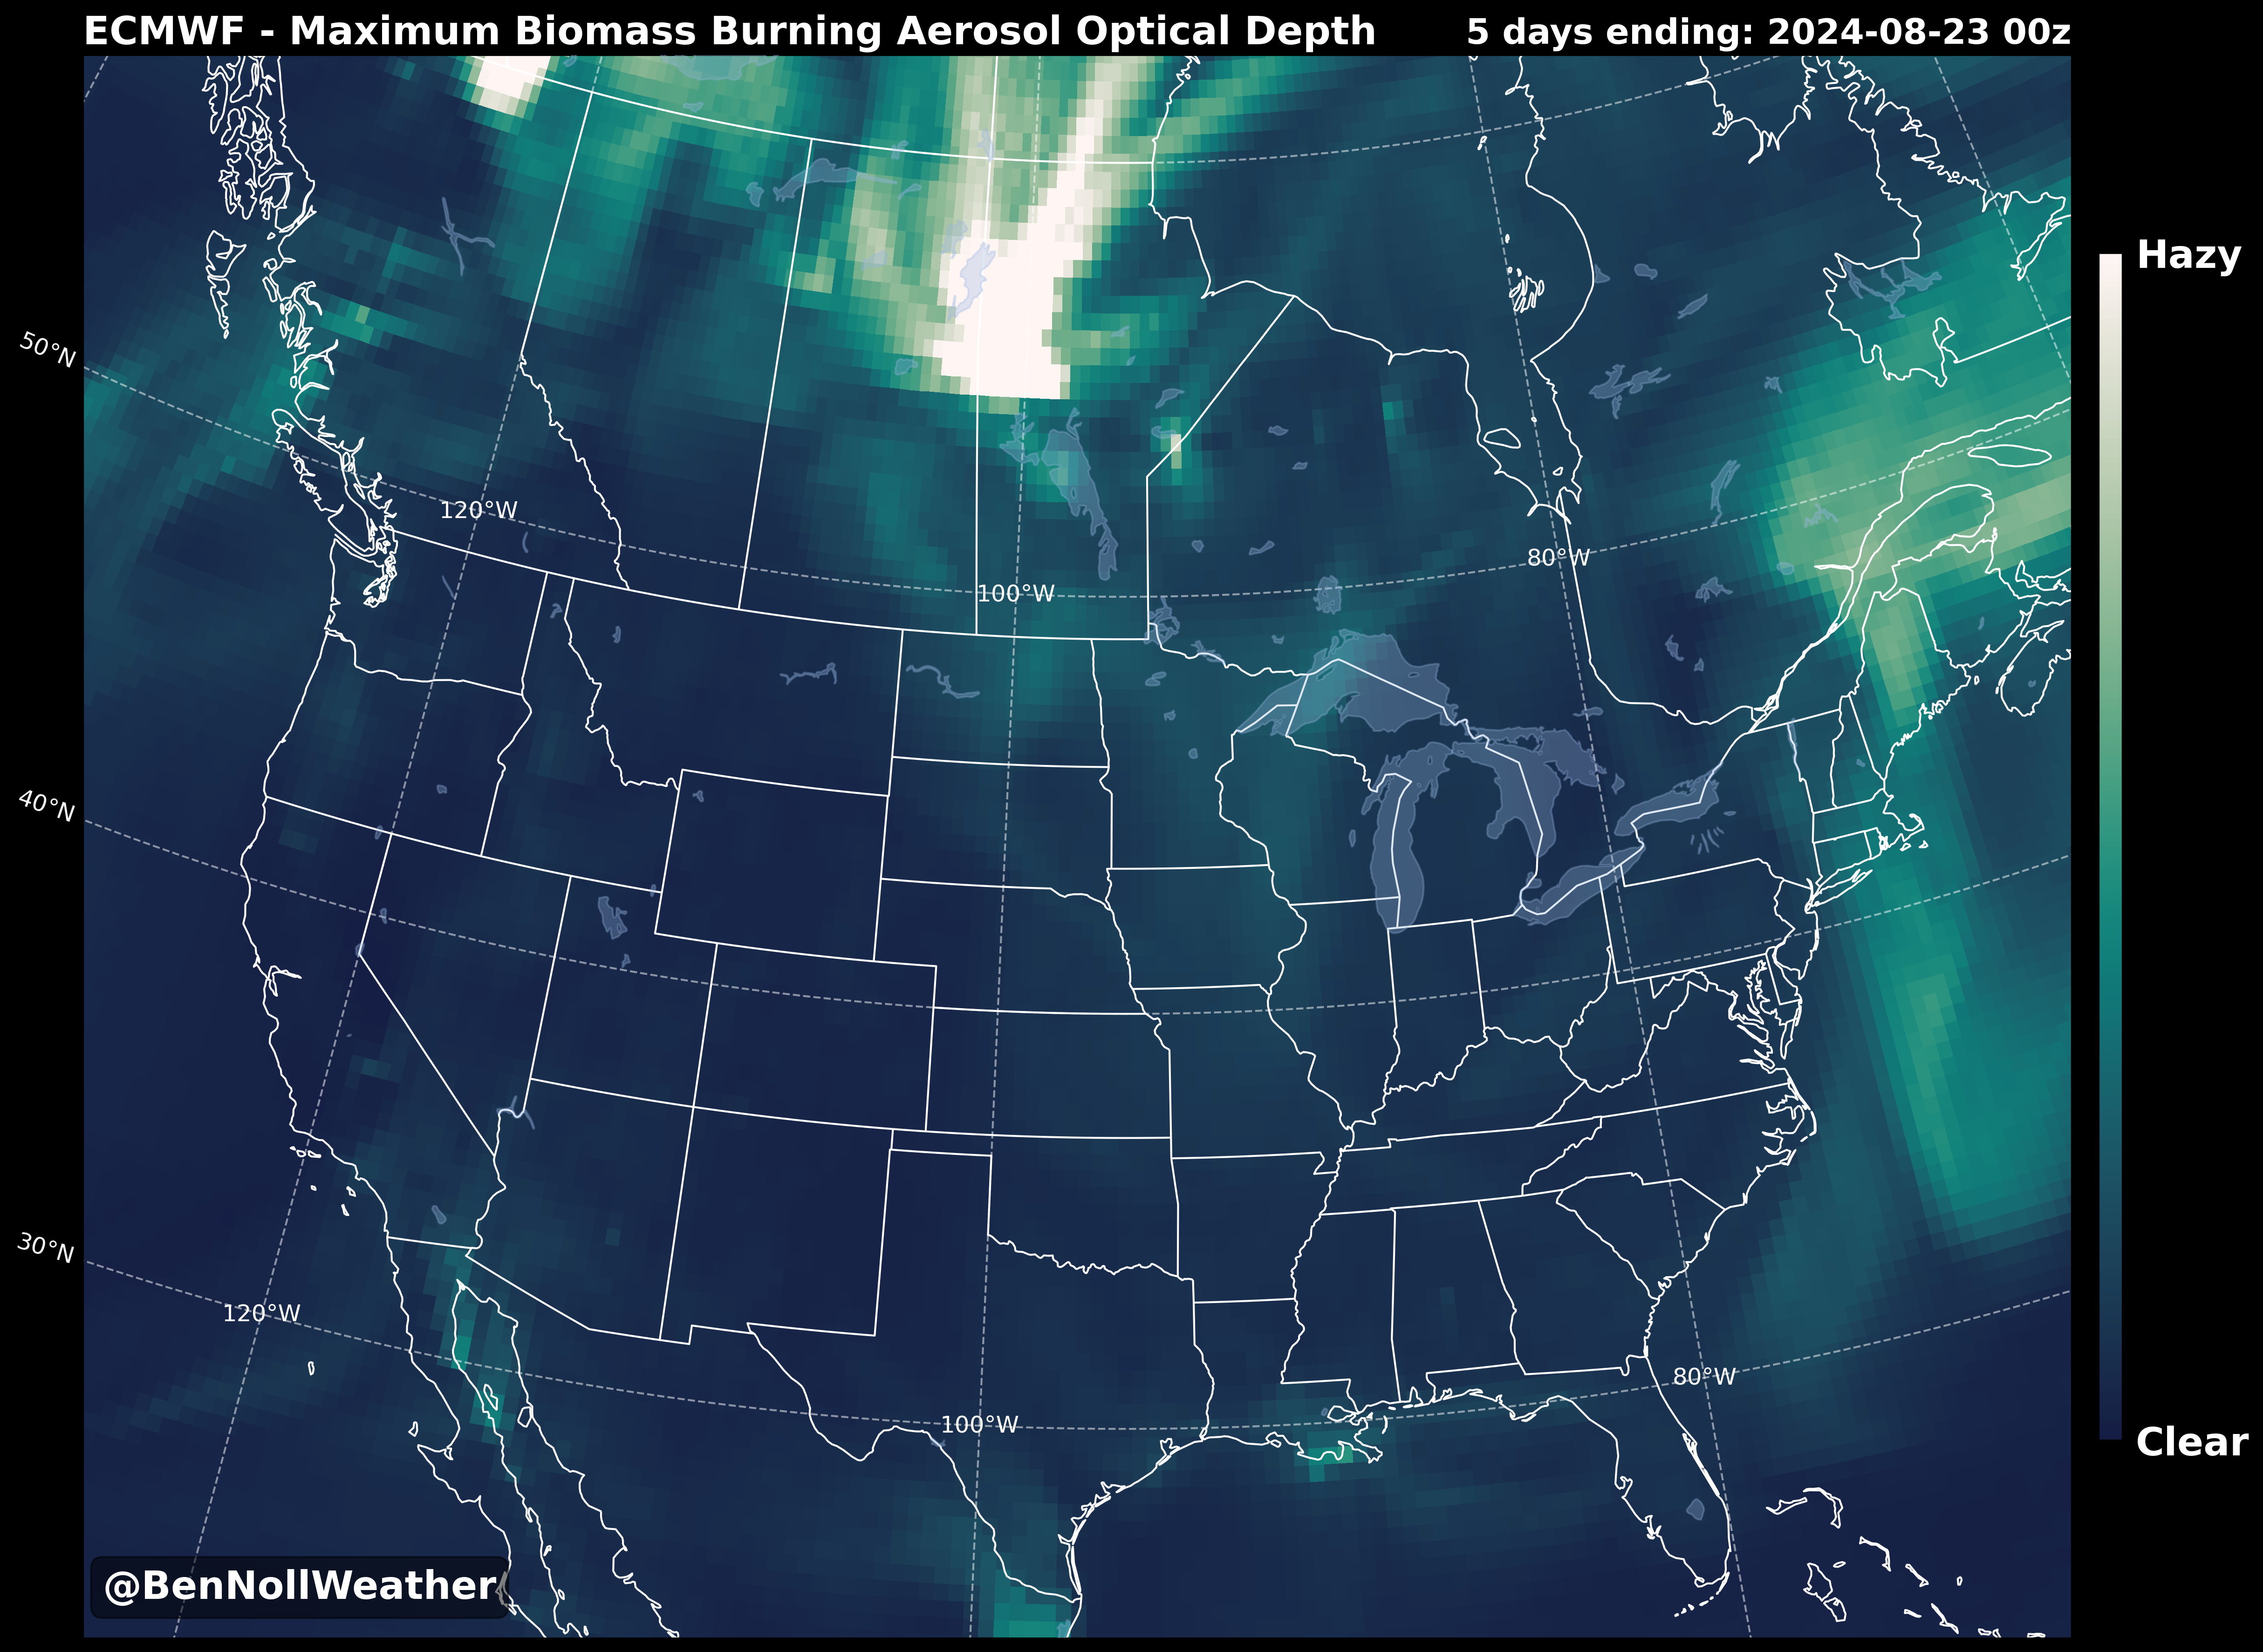 ECMWF - Maximum Biomass Burning Aerosol Optical Depth
5 days ending: 2024-08-23 00z
Hazy
50°N
120°W
80°W
100°W
40°N
30°N
120°W
80°W
100°W
Clear
@BenNollWeather